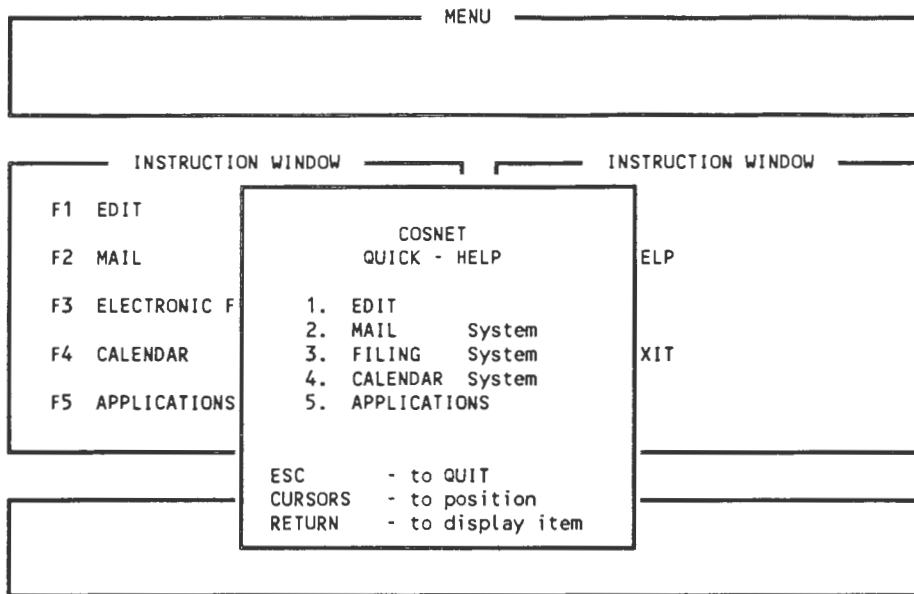 MENU
INSTRUCTION WINDOW
INSTRUCTION WINDOW
F1 EDIT
F2 MAIL
F3 ELECTRONIC F
F4 CALENDAR
F5 APPLICATIONS
COSNET
QUICK - HELP
1. EDIT
2. MAIL System
3. FILING System
4. CALENDAR System
5. APPLICATIONS
ESC - to QUIT
CURSORS - to position
RETURN - to display item
ELP
XIT